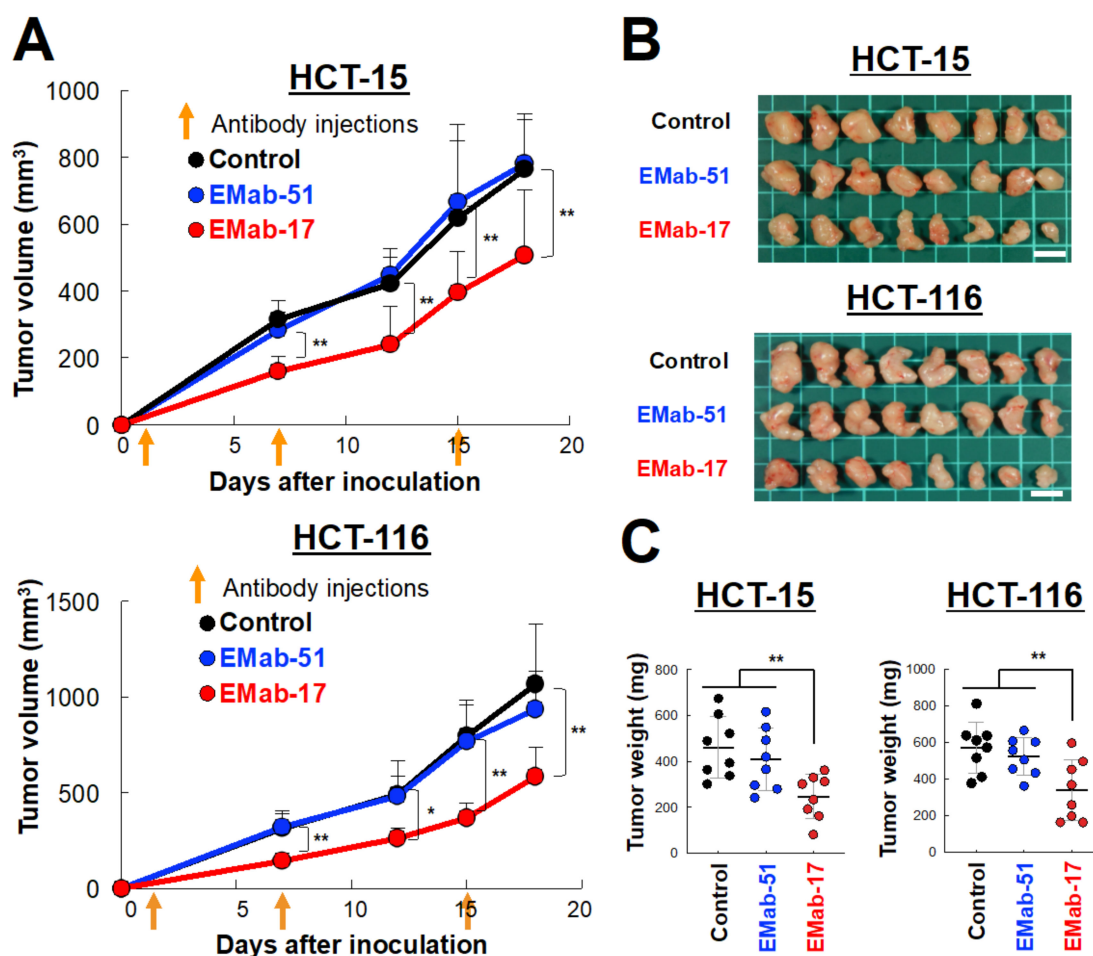 A
HCT-15
Tumor volume (mm³)
1000
800
600
400
200
0
Antibody injections
Control
EMab-51
EMab-17
**
**
**
**
0
5
10
15
20
Days after inoculation
HCT-116
Tumor volume (mm³)
1500
1000
500
0
Antibody injections
Control
EMab-51
EMab-17
**
*
**
**
0
5
10
15
20
Days after inoculation
B
HCT-15
Control
EMab-51
EMab-17
HCT-116
Control
EMab-51
EMab-17
C
HCT-15
Tumor weight (mg)
800
600
400
200
0
**
Control
EMab-51
EMab-17
HCT-116
Tumor weight (mg)
1000
800
600
400
200
0
**
Control
EMab-51
EMab-17